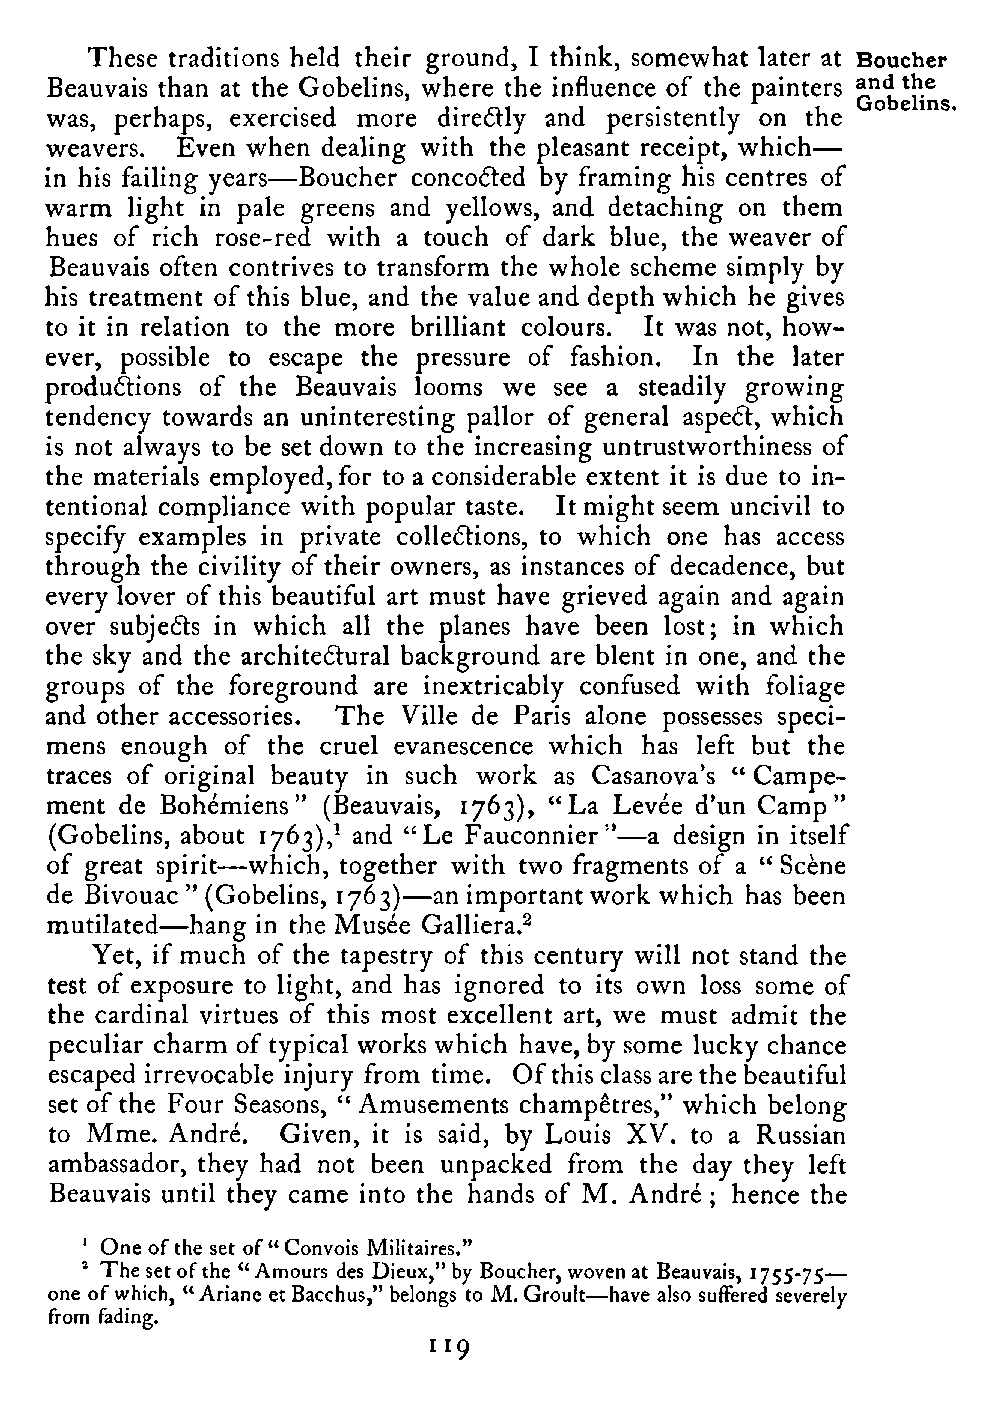 These traditions held their ground, I think, somewhat later at
Beauvais than at the Gobelins, where the influence of the painters
was, perhaps, exercised more directly and persistently on the
weavers. Even when dealing with the pleasant receipt, which—
in his failing years—Boucher concocted by framing his centres of
warm light in pale greens and yellows, and detaching on them
hues of rich rose-red with a touch of dark blue, the weaver of
Beauvais often contrives to transform the whole scheme simply by
his treatment of this blue, and the value and depth which he gives
to it in relation to the more brilliant colours. It was not, how-
ever, possible to escape the pressure of fashion. In the later
productions of the Beauvais looms we see a steadily growing
tendency towards an uninteresting pallor of general aspect, which
is not always to be set down to the increasing untrustworthiness of
the materials employed, for to a considerable extent it is due to in-
tentional compliance with popular taste. It might seem uncivil to
specify examples in private collections, to which one has access
through the civility of their owners, as instances of decadence, but
every lover of this beautiful art must have grieved again and again
over subjects in which all the planes have been lost; in which
the sky and the architectural background are blent in one, and the
groups of the foreground are inextricably confused with foliage
and other accessories. The Ville de Paris alone possesses speci-
mens enough of the cruel evanescence which has left but the
traces of original beauty in such work as Casanova's “Campe-
ment de Bohémiens” (Beauvais, 1763), “La Levée d'un Camp”
(Gobelins, about 1763),¹ and “Le Fauconnier”—a design in itself
of great spirit—which, together with two fragments of a “Scène
de Bivouac” (Gobelins, 1763)—an important work which has been
mutilated—hang in the Musée Galliera.²
Yet, if much of the tapestry of this century will not stand the
test of exposure to light, and has ignored to its own loss some of
the cardinal virtues of this most excellent art, we must admit the
peculiar charm of typical works which have, by some lucky chance
escaped irrevocable injury from time. Of this class are the beautiful
set of the Four Seasons, “Amusements champêtres,” which belong
to Mme. André. Given, it is said, by Louis XV. to a Russian
ambassador, they had not been unpacked from the day they left
Beauvais until they came into the hands of M. André; hence the
Boucher
and the
Gobelins.
¹ One of the set of “Convois Militaires.”
² The set of the “Amours des Dieux,” by Boucher, woven at Beauvais, 1755-75—
one of which, “Ariane et Bacchus,” belongs to M. Groult—have also suffered severely
from fading.
119